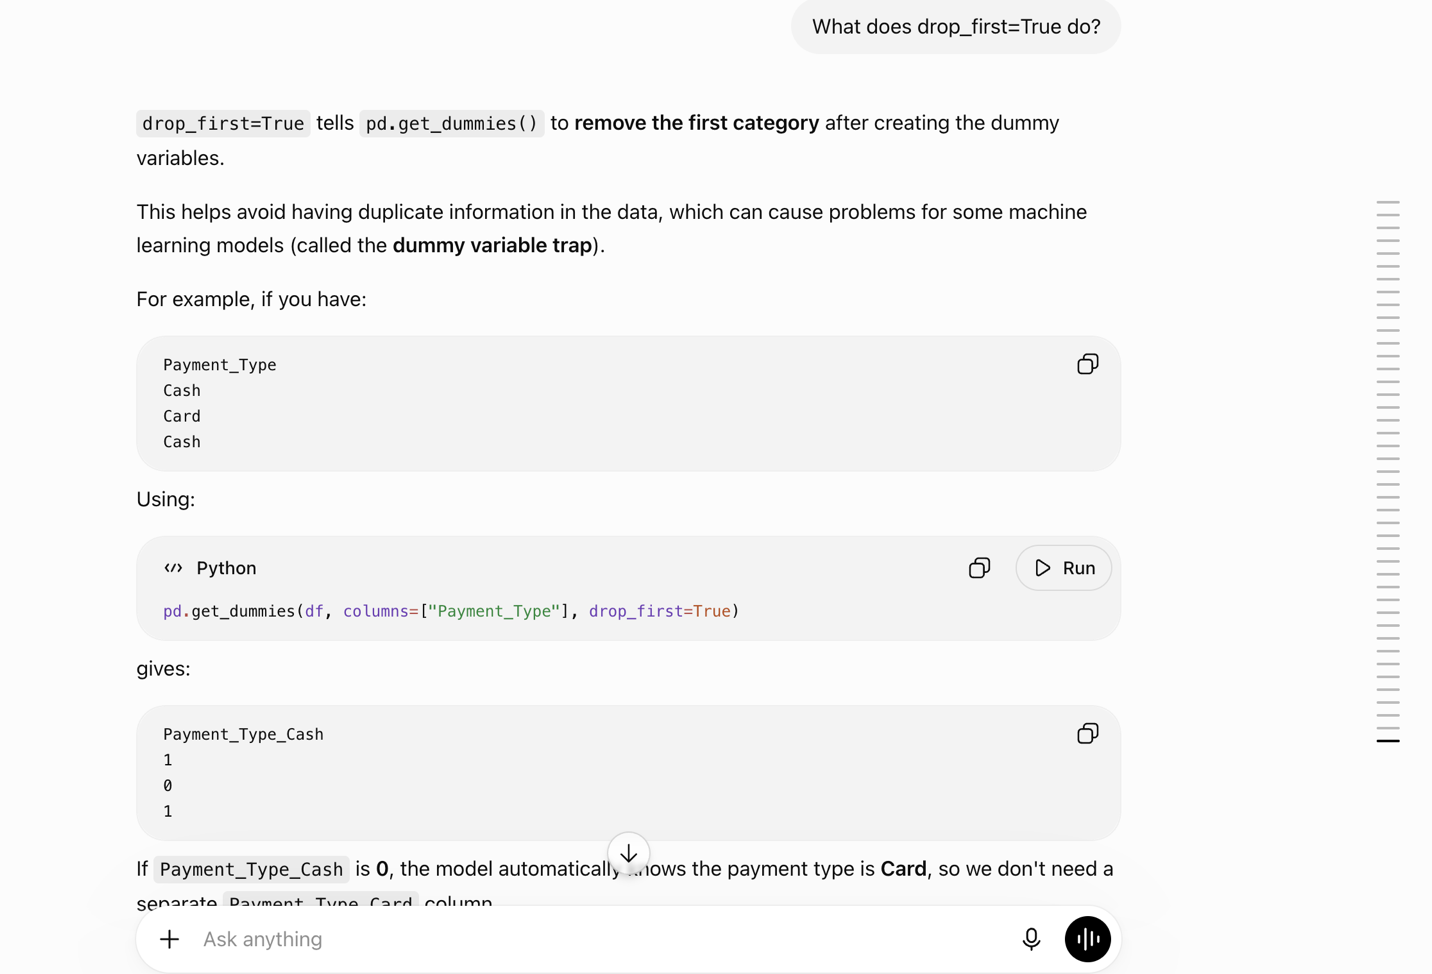 What does drop_first=True do?
drop_first=True tells pd.get_dummies() to remove the first category after creating the dummy
variables.
This helps avoid having duplicate information in the data, which can cause problems for some machine
learning models (called the dummy variable trap).
For example, if you have:
Payment_Type
Cash
Card
Cash
Using:
Python
Run
pd.get_dummies(df, columns=["Payment_Type"], drop_first=True)
gives:
Payment_Type_Cash
1
0
1
If Payment_Type_Cash is 0, the model automatically knows the payment type is Card, so we don't need a
separate Payment_Type_Card column
Ask anything